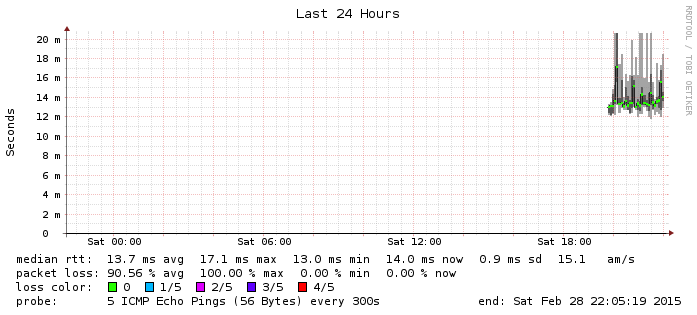 Last 24 Hours
RRDTOOL / TOBI OETIKER
Seconds
20 m
18 m
16 m
14 m
12 m
10 m
8 m
6 m
4 m
2 m
0
Sat 00:00 Sat 06:00 Sat 12:00 Sat 18:00
median rtt: 13.7 ms avg 17.1 ms max 13.0 ms min 14.0 ms now 0.9 ms sd 15.1 am/s
packet loss: 90.56 % avg 100.00 % max 0.00 % min 0.00 % now
loss color: 0 1/5 2/5 3/5 4/5
probe: 5 ICMP Echo Pings (56 Bytes) every 300s end: Sat Feb 28 22:05:19 2015